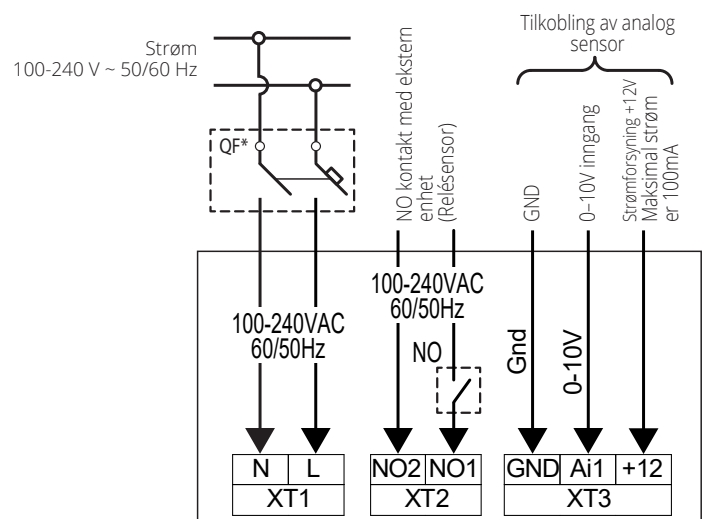 Strøm
100-240 V ~ 50/60 Hz
QF*
NO kontakt med ekstern
enhet
(Relésensor)
Tilkobling av analog
sensor
GND
0–10V inngang
Strømforsyning +12V
Maksimal strøm
er 100mA
100-240VAC
60/50Hz
100-240VAC
60/50Hz
NO
Gnd
0-10V
N L
XT1
NO2 NO1
XT2
GND Ai1 +12
XT3